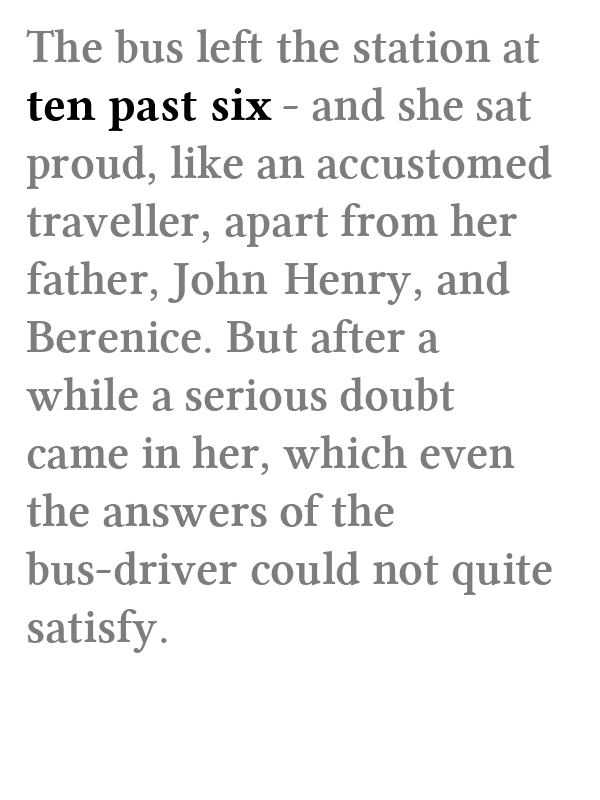 The bus left the station at
ten past six - and she sat
proud, like an accustomed
traveller, apart from her
father, John Henry, and
Berenice. But after a
while a serious doubt
came in her, which even
the answers of the
bus-driver could not quite
satisfy.